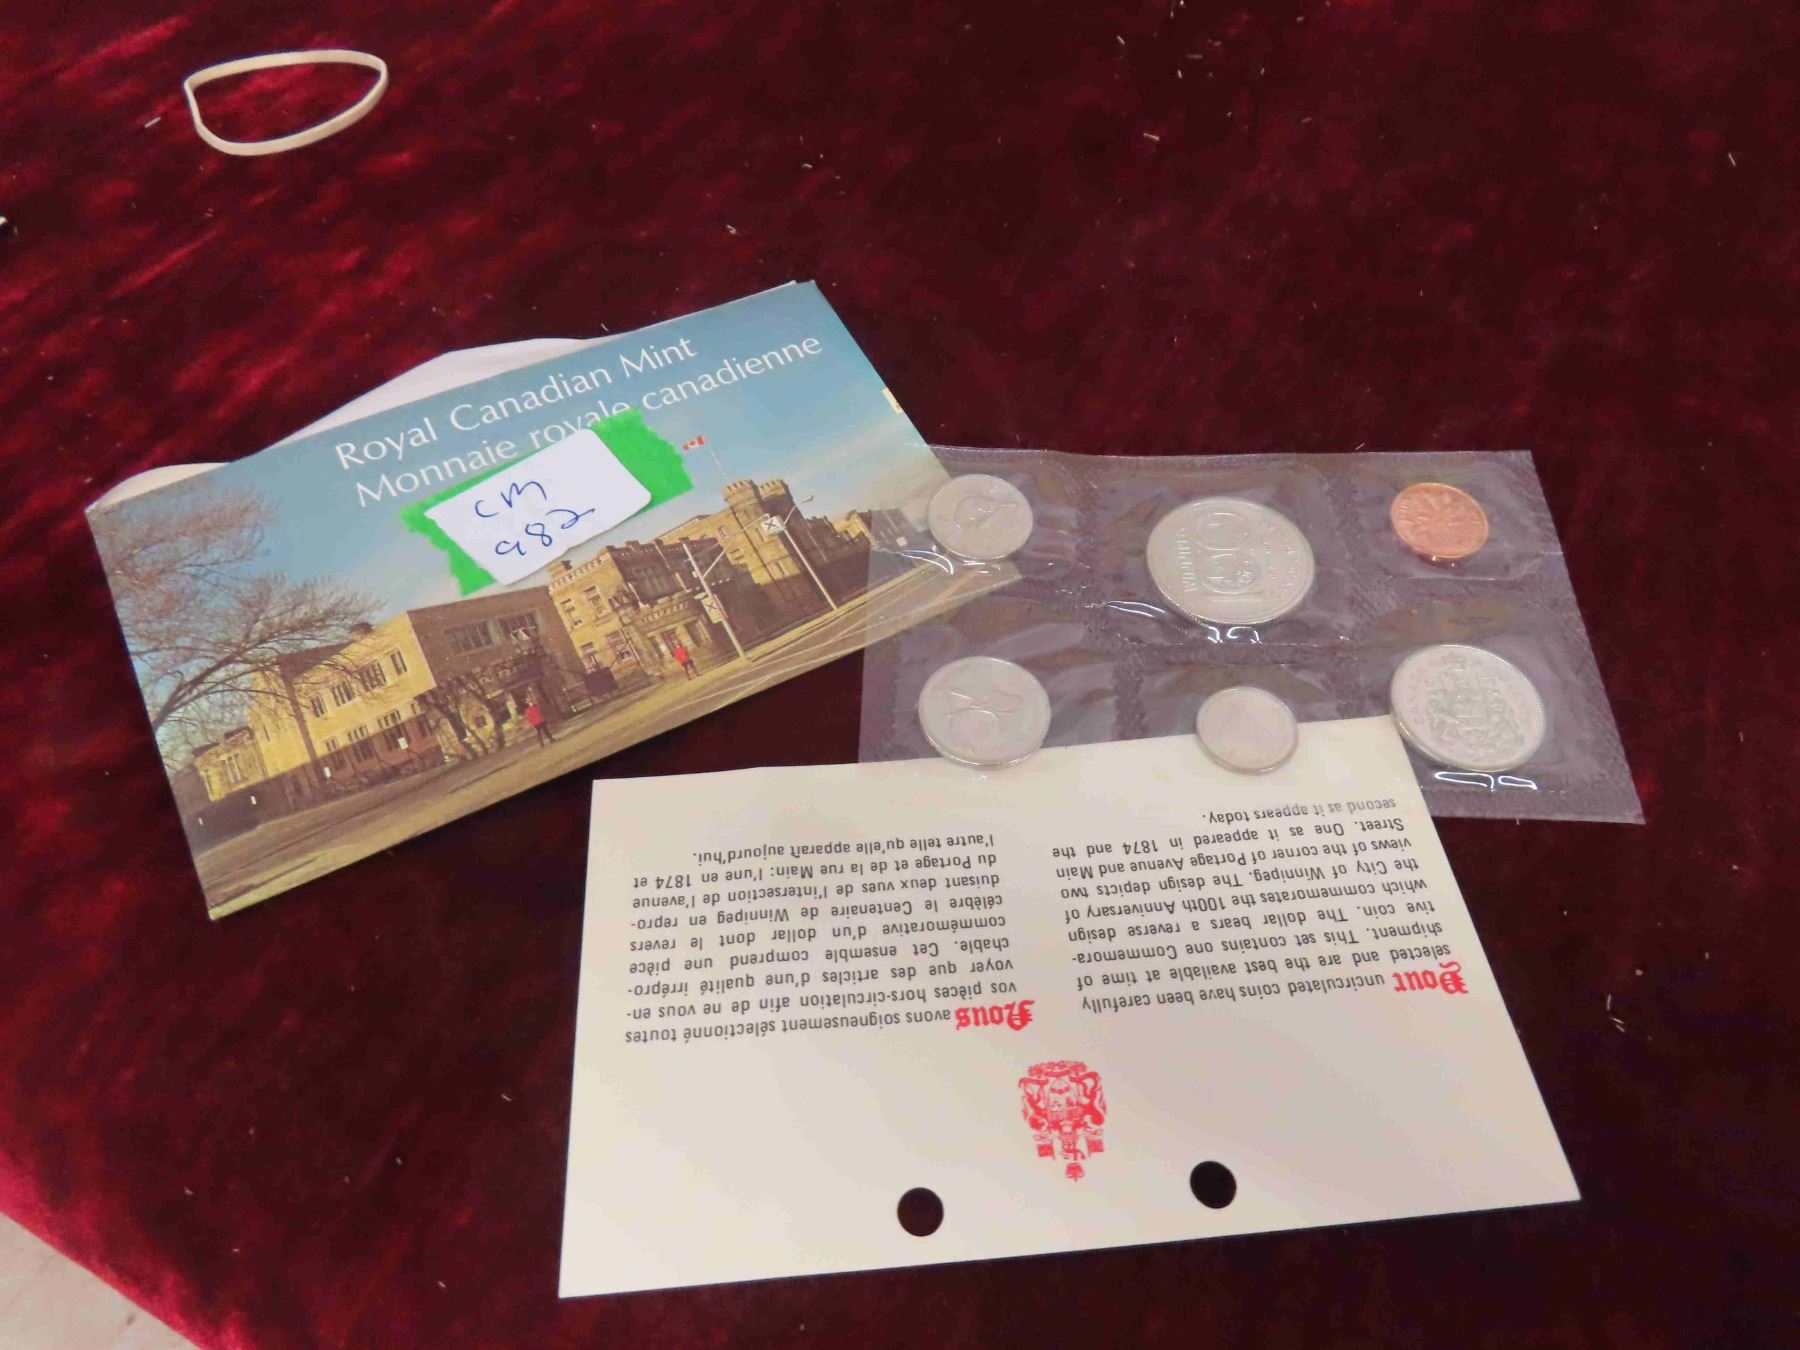 Royal Canadian Mint
Monnaie royale canadienne
CM
982
WINNIPEG
100
CANADA
Your uncirculated coins have been carefully
selected and are the best available at time of
shipment. This set contains one Commemora-
tive coin. The dollar bears a reverse design
which commemorates the 100th Anniversary of
the City of Winnipeg. The design depicts two
views of the corner of Portage Avenue and Main
Street. One as it appeared in 1874 and the
second as it appears today.
Nous avons soigneusement sélectionné toutes
vos pièces hors-circulation afin de ne vous en-
voyer que des articles d'une qualité irrépro-
chable. Cet ensemble comprend une pièce
commémorative d'un dollar dont le revers
célèbre le Centenaire de Winnipeg en repro-
duisant deux vues de l'intersection de l'avenue
du Portage et de la rue Main: l'une en 1874 et
l'autre telle qu'elle apparaît aujourd'hui.